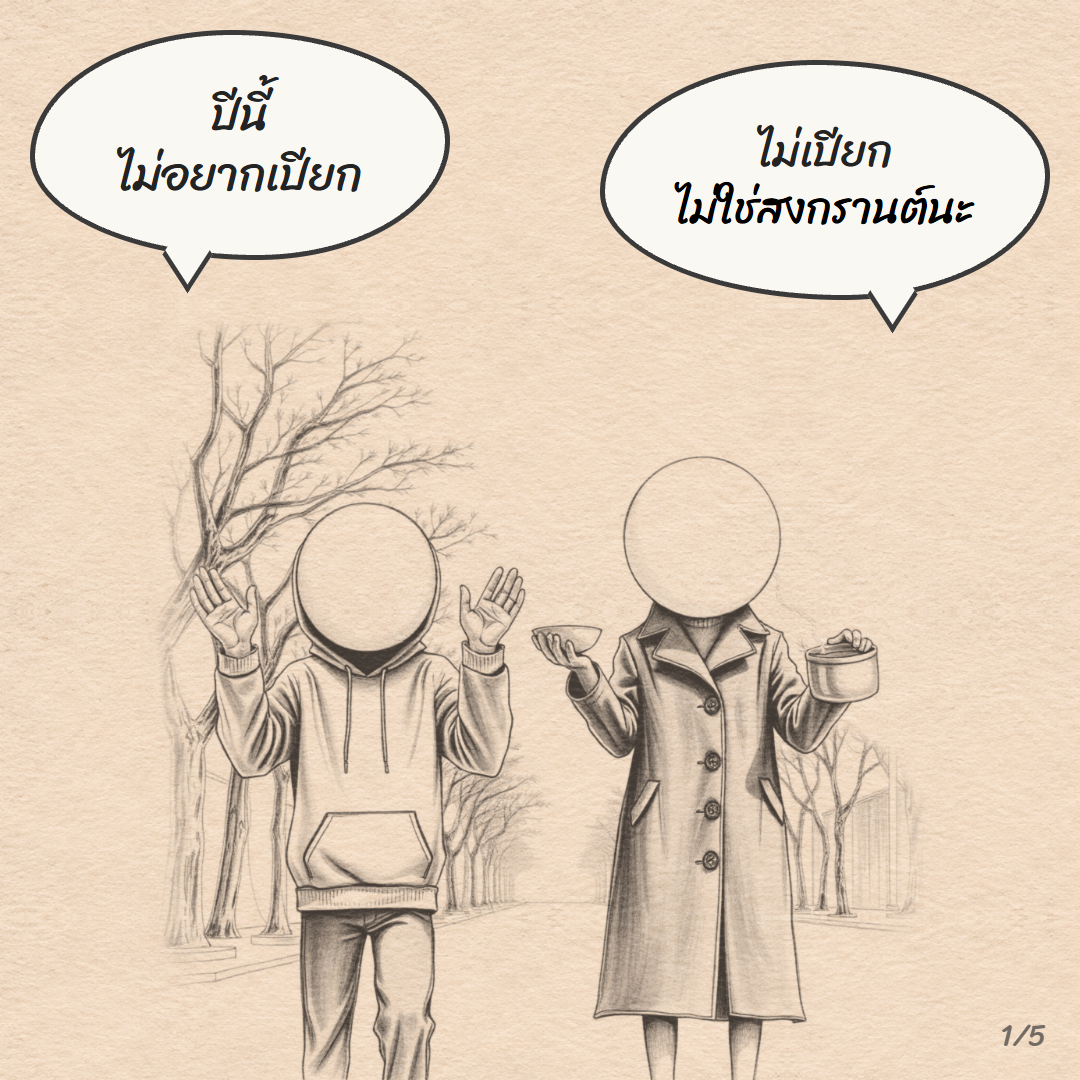 ปีนี้
ไม่อยากเปียก
ไม่เปียก
ไม่ใช่สงกรานต์นะ
1/5